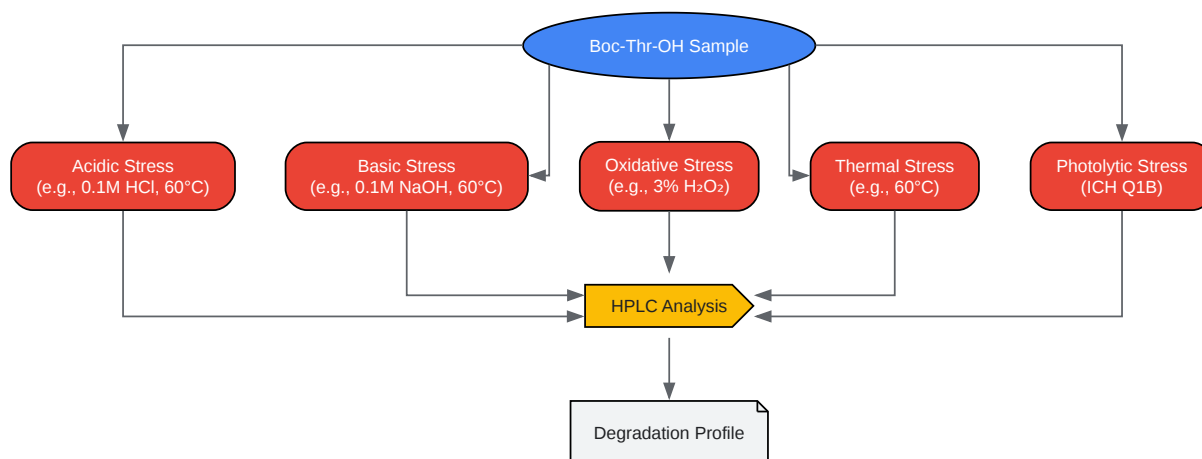 Boc-Thr-OH Sample
Acidic Stress
(e.g., 0.1M HCl, 60°C)
Basic Stress
(e.g., 0.1M NaOH, 60°C)
Oxidative Stress
(e.g., 3% H₂O₂)
Thermal Stress
(e.g., 60°C)
Photolytic Stress
(ICH Q1B)
HPLC Analysis
Degradation Profile